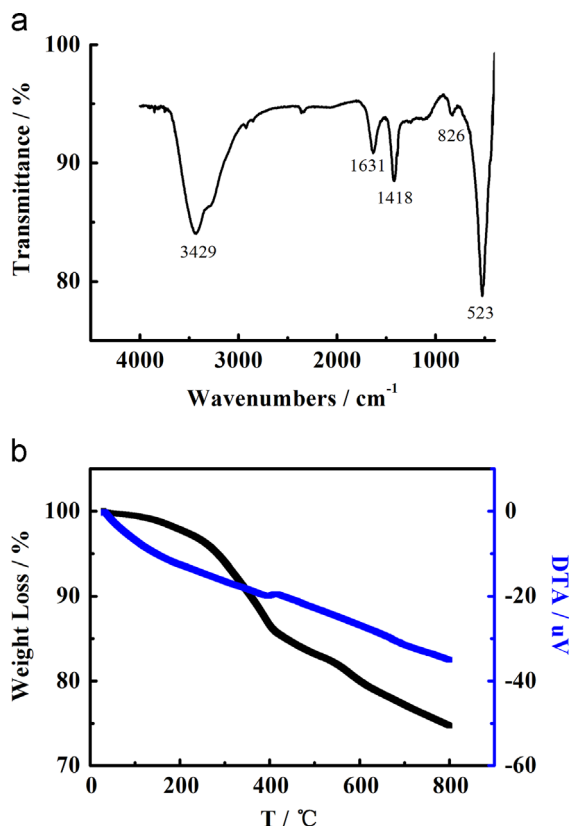 a
100
90
80
Transmittance / %
3429
1631
1418
826
523
4000 3000 2000 1000
Wavenumbers / cm⁻¹
b
100
90
80
70
Weight Loss / %
0
-20
-40
-60
DTA / uV
0 200 400 600 800
T / ℃